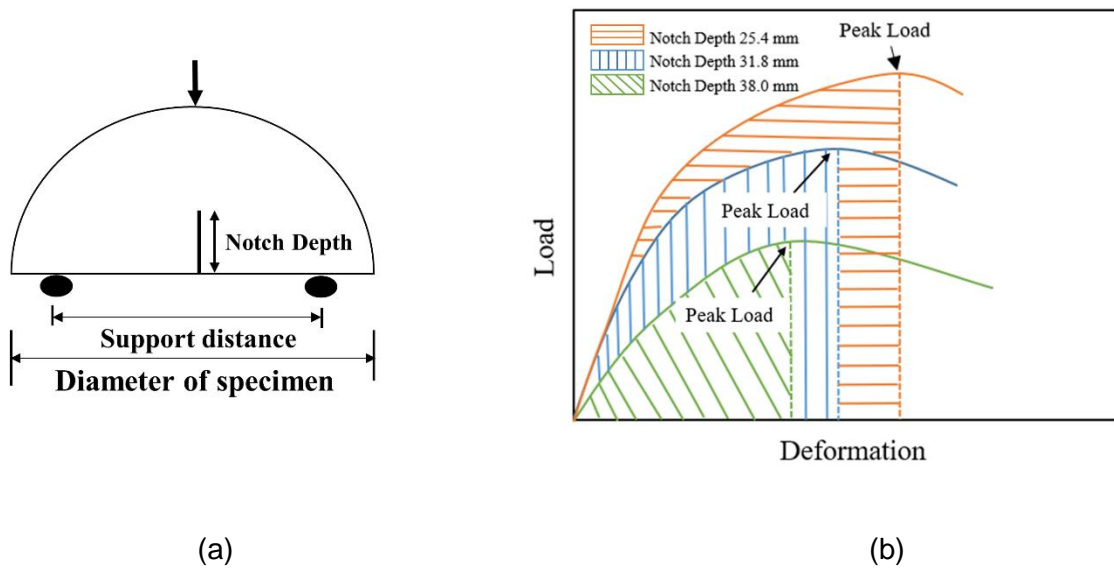 Notch Depth
Support distance
Diameter of specimen
(a)
Notch Depth 25.4 mm
Notch Depth 31.8 mm
Notch Depth 38.0 mm
Peak Load
Peak Load
Peak Load
Load
Deformation
(b)